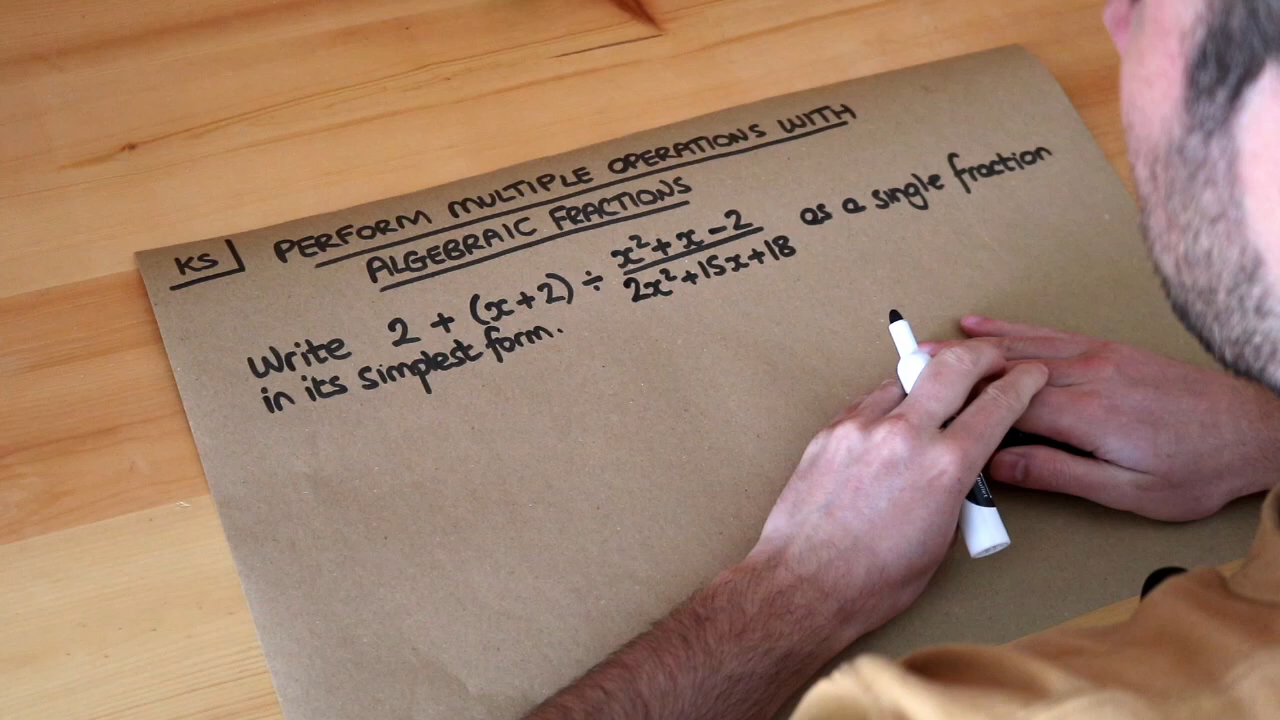 KS
PERFORM MULTIPLE OPERATIONS WITH
ALGEBRAIC FRACTIONS
Write 2 + (x+2) ÷ (x²+x-2)/(2x²+15x+18) as a single fraction
in its simplest form.